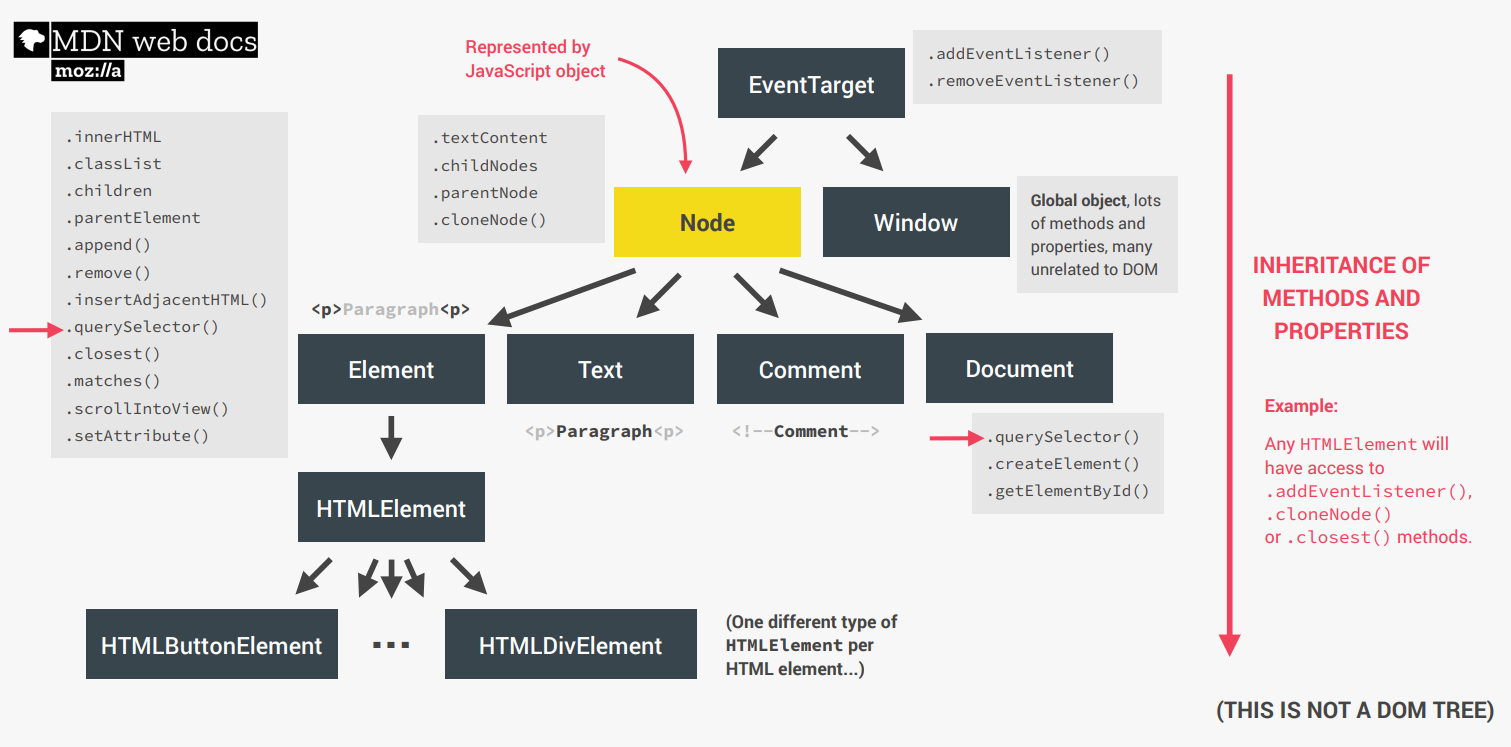 MDN web docs
moz://a
Represented by
JavaScript object
EventTarget
.addEventListener()
.removeEventListener()
.innerHTML
.classList
.children
.parentElement
.append()
.remove()
.insertAdjacentHTML()
.querySelector()
.closest()
.matches()
.scrollIntoView()
.setAttribute()
.textContent
.childNodes
.parentNode
.cloneNode()
Node
Window
Global object, lots
of methods and
properties, many
unrelated to DOM
<p>Paragraph<p>
Element
Text
Comment
Document
<p>Paragraph<p>
<!--Comment-->
.querySelector()
.createElement()
.getElementById()
HTMLElement
HTMLButtonElement
...
HTMLDivElement
(One different type of
HTMLElement per
HTML element...)
INHERITANCE OF
METHODS AND
PROPERTIES
Example:
Any HTMLElement will
have access to
.addEventListener(),
.cloneNode()
or .closest() methods.
(THIS IS NOT A DOM TREE)